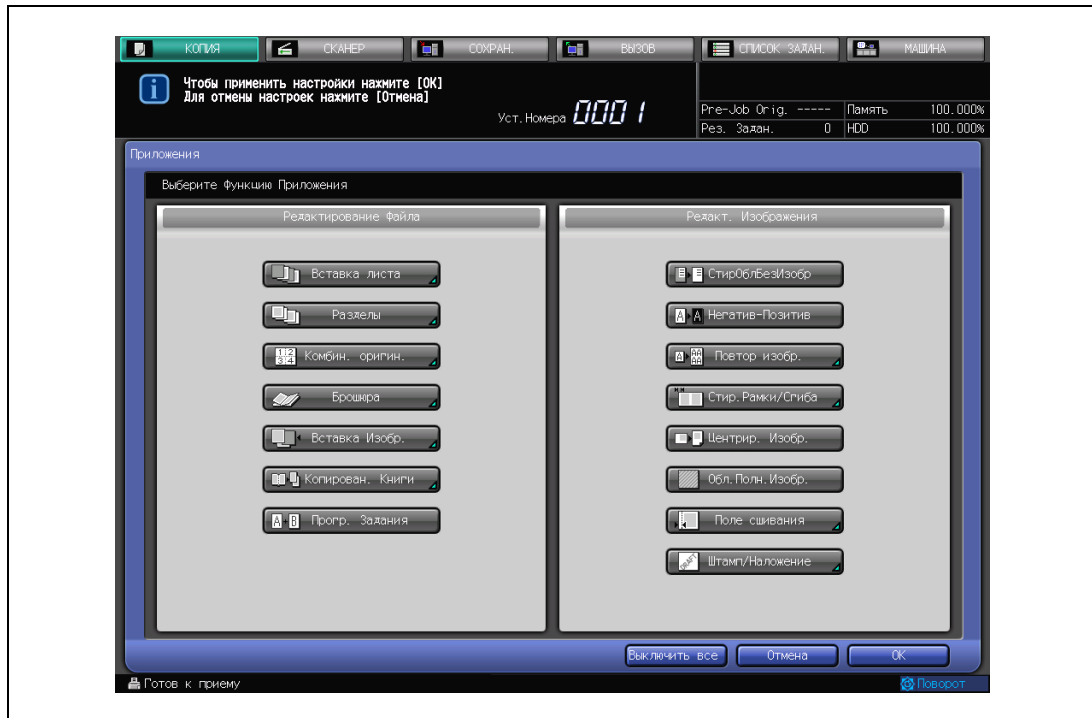 КОПИЯ СКАНЕР СОХРАН. ВЫЗОВ СПИСОК ЗАДАН. МАШИНА
Чтобы применить настройки нажмите [OK]
Для отмены настроек нажмите [Отмена]
Уст.Номера 0001
Pre-Job Orig. ----- Память 100.000%
Рез. Задан. 0 HDD 100.000%
Приложения
Выберите Функцию Приложения
Редактирование Файла
Вставка листа
Разделы
Комбин. оригин.
Брошюра
Вставка Изобр.
Копирован. Книги
Прогр. Задания
Редакт. Изображения
СтирОблБезИзобр
Негатив-Позитив
Повтор изобр.
Стир.Рамки/Сгиба
Центрир. Изобр.
Обл.Полн.Изобр.
Поле сшивания
Штамп/Наложение
Выключить все Отмена OK
Готов к приему Поворот